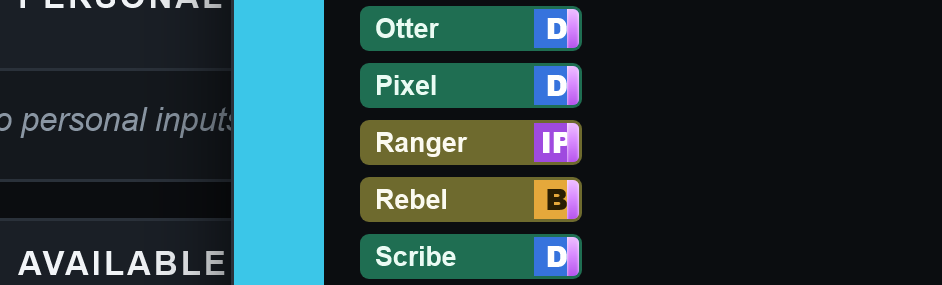 PERSONAL
Otter D
Pixel D
o personal inputs
Ranger IP
Rebel B
AVAILABLE
Scribe D